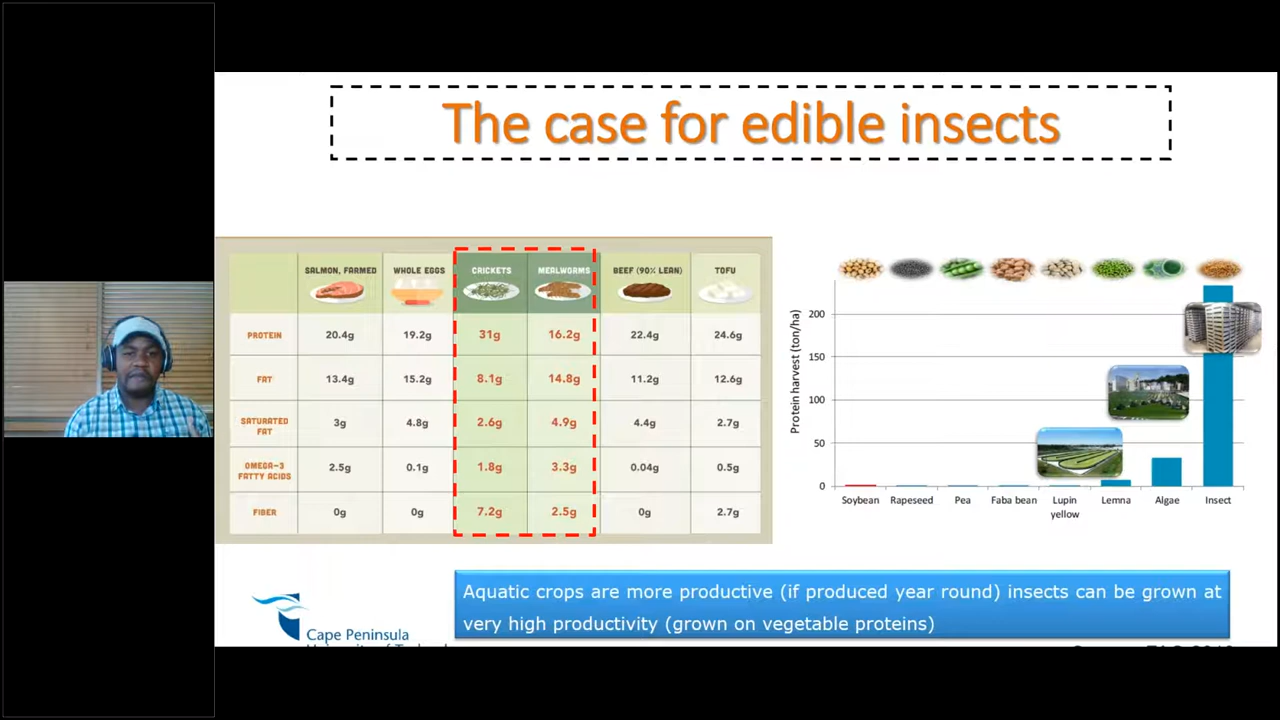 The case for edible insects
SALMON, FARMED WHOLE EGGS CRICKETS MEALWORMS BEEF (90% LEAN) TOFU
PROTEIN 20.4g 19.2g 31g 16.2g 22.4g 24.6g
FAT 13.4g 15.2g 8.1g 14.8g 11.2g 12.6g
SATURATED
FAT 3g 4.8g 2.6g 4.9g 4.4g 2.7g
OMEGA-3
FATTY ACIDS 2.5g 0.1g 1.8g 3.3g 0.04g 0.5g
FIBER 0g 0g 7.2g 2.5g 0g 2.7g
Protein harvest (ton/ha)
200
150
100
50
0
Soybean Rapeseed Pea Faba bean Lupin
yellow Lemna Algae Insect
Aquatic crops are more productive (if produced year round) insects can be grown at
very high productivity (grown on vegetable proteins)
Cape Peninsula